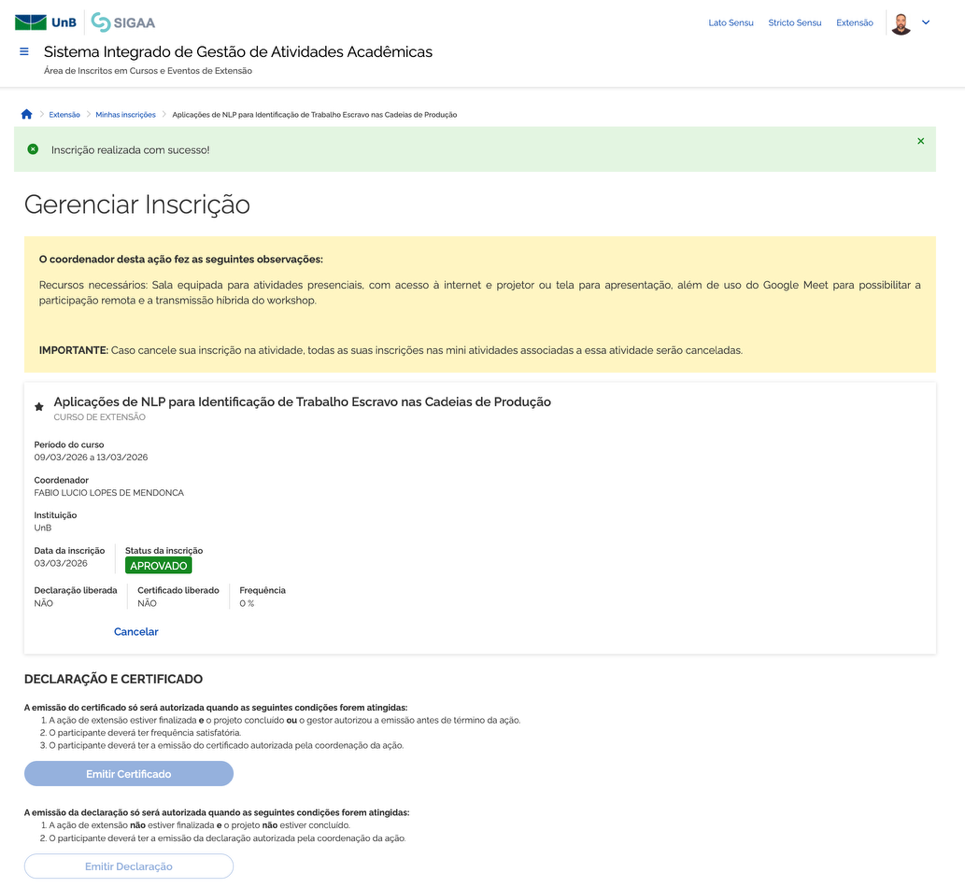 UnB SIGAA
Lato Sensu Stricto Sensu Extensão
Sistema Integrado de Gestão de Atividades Acadêmicas
Área de Inscritos em Cursos e Eventos de Extensão
Extensão Minhas inscrições Aplicações de NLP para Identificação de Trabalho Escravo nas Cadeias de Produção
Inscrição realizada com sucesso!
Gerenciar Inscrição
O coordenador desta ação fez as seguintes observações:
Recursos necessários: Sala equipada para atividades presenciais, com acesso à internet e projetor ou tela para apresentação, além de uso do Google Meet para possibilitar a
participação remota e a transmissão híbrida do workshop.
IMPORTANTE: Caso cancele sua inscrição na atividade, todas as suas inscrições nas mini atividades associadas a essa atividade serão canceladas.
Aplicações de NLP para Identificação de Trabalho Escravo nas Cadeias de Produção
CURSO DE EXTENSÃO
Período do curso
09/03/2026 a 13/03/2026
Coordenador
FABIO LUCIO LOPES DE MENDONCA
Instituição
UnB
Data da inscrição Status da inscrição
03/03/2026 APROVADO
Declaração liberada Certificado liberado Frequência
NÃO NÃO 0 %
Cancelar
DECLARAÇÃO E CERTIFICADO
A emissão do certificado só será autorizada quando as seguintes condições forem atingidas:
1. A ação de extensão estiver finalizada e o projeto concluído ou o gestor autorizou a emissão antes de término da ação.
2. O participante deverá ter frequência satisfatória.
3. O participante deverá ter a emissão do certificado autorizada pela coordenação da ação.
Emitir Certificado
A emissão da declaração só será autorizada quando as seguintes condições forem atingidas:
1. A ação de extensão não estiver finalizada e o projeto não estiver concluído.
2. O participante deverá ter a emissão da declaração autorizada pela coordenação da ação.
Emitir Declaração